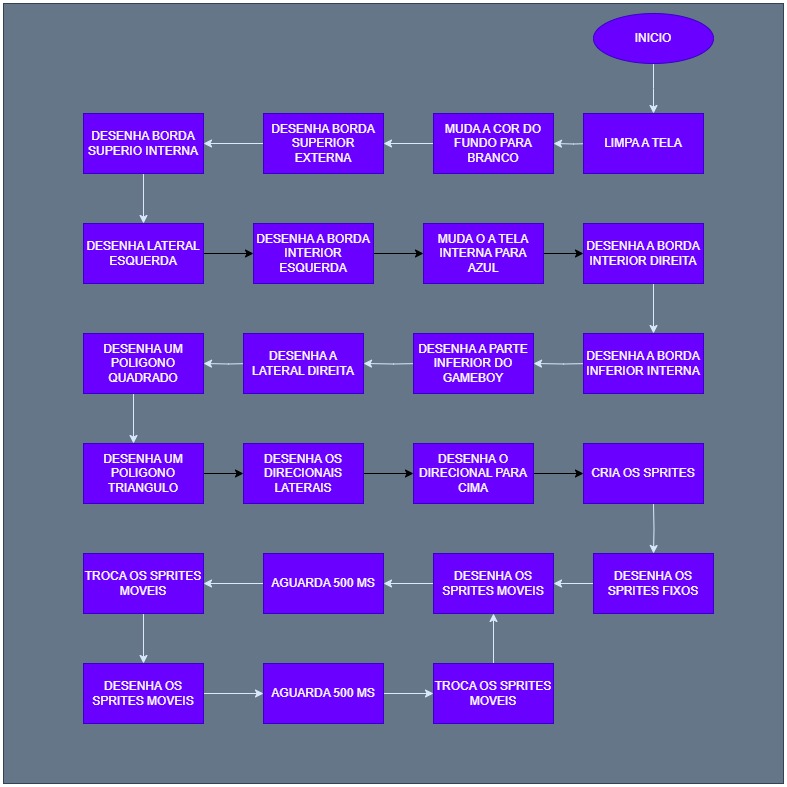 INICIO
LIMPA A TELA
MUDA A COR DO
FUNDO PARA
BRANCO
DESENHA BORDA
SUPERIOR
EXTERNA
DESENHA BORDA
SUPERIO INTERNA
DESENHA LATERAL
ESQUERDA
DESENHA A BORDA
INTERIOR
ESQUERDA
MUDA O A TELA
INTERNA PARA
AZUL
DESENHA A BORDA
INTERIOR DIREITA
DESENHA A BORDA
INFERIOR INTERNA
DESENHA A PARTE
INFERIOR DO
GAMEBOY
DESENHA A
LATERAL DIREITA
DESENHA UM
POLIGONO
QUADRADO
DESENHA UM
POLIGONO
TRIANGULO
DESENHA OS
DIRECIONAIS
LATERAIS
DESENHA O
DIRECIONAL PARA
CIMA
CRIA OS SPRITES
DESENHA OS
SPRITES FIXOS
DESENHA OS
SPRITES MOVEIS
AGUARDA 500 MS
TROCA OS SPRITES
MOVEIS
DESENHA OS
SPRITES MOVEIS
AGUARDA 500 MS
TROCA OS SPRITES
MOVEIS